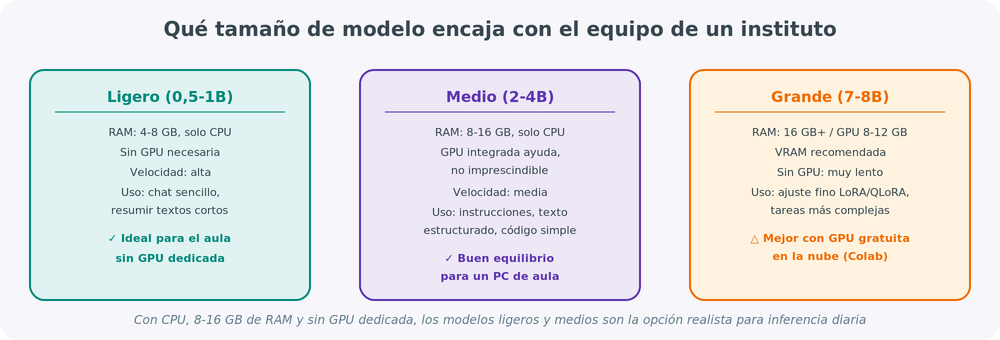 Qué tamaño de modelo encaja con el equipo de un instituto
Ligero (0,5-1B)
RAM: 4-8 GB, solo CPU
Sin GPU necesaria
Velocidad: alta
Uso: chat sencillo,
resumir textos cortos
✓ Ideal para el aula
sin GPU dedicada
Medio (2-4B)
RAM: 8-16 GB, solo CPU
GPU integrada ayuda,
no imprescindible
Velocidad: media
Uso: instrucciones, texto
estructurado, código simple
✓ Buen equilibrio
para un PC de aula
Grande (7-8B)
RAM: 16 GB+ / GPU 8-12 GB
VRAM recomendada
Sin GPU: muy lento
Uso: ajuste fino LoRA/QLoRA,
tareas más complejas
△ Mejor con GPU gratuita
en la nube (Colab)
Con CPU, 8-16 GB de RAM y sin GPU dedicada, los modelos ligeros y medios son la opción realista para inferencia diaria